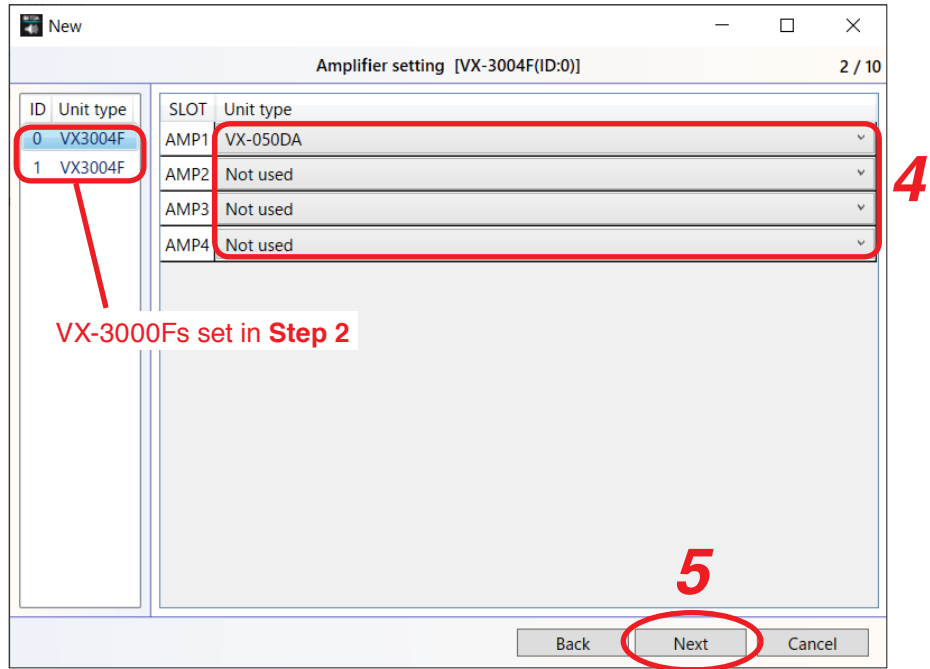 New
Amplifier setting [VX-3004F(ID:0)] 2 / 10
ID Unit type
0 VX3004F
1 VX3004F
SLOT Unit type
AMP1 VX-050DA
AMP2 Not used
AMP3 Not used
AMP4 Not used
4
VX-3000Fs set in Step 2
5
Back Next Cancel